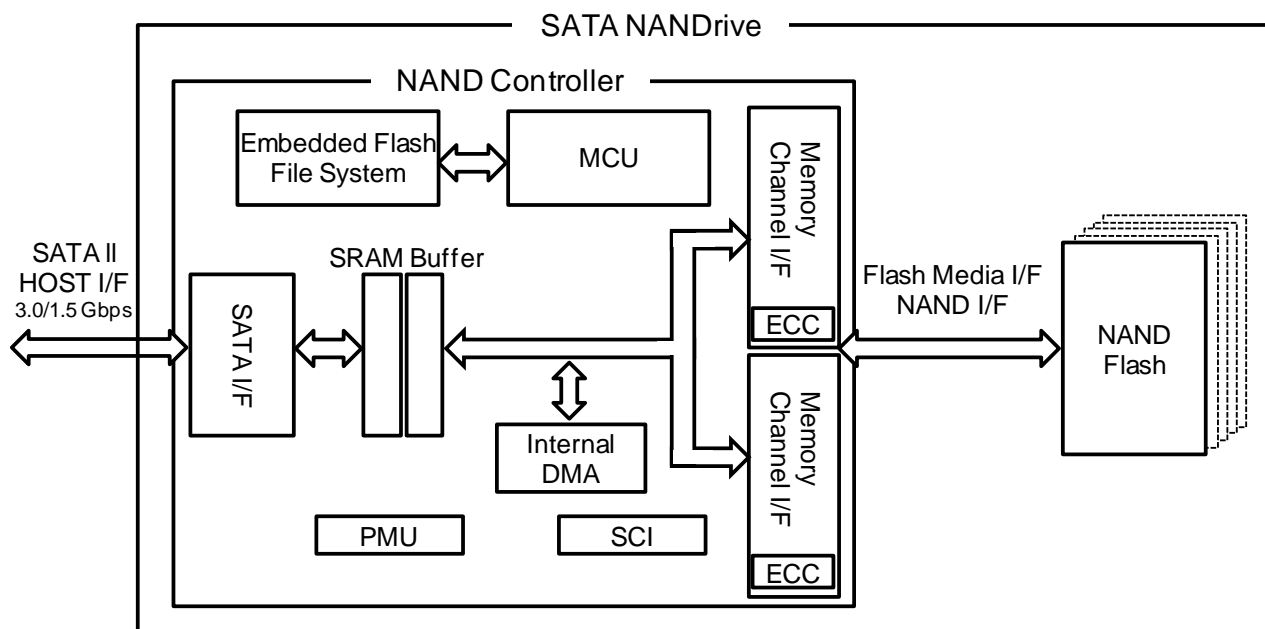 SATA NANDrive
NAND Controller
Embedded Flash
File System
MCU
Memory
Channel I/F
ECC
SATA II
HOST I/F
3.0/1.5 Gbps
SATA I/F
SRAM Buffer
Flash Media I/F
NAND I/F
NAND
Flash
Internal
DMA
Memory
Channel I/F
ECC
PMU
SCI